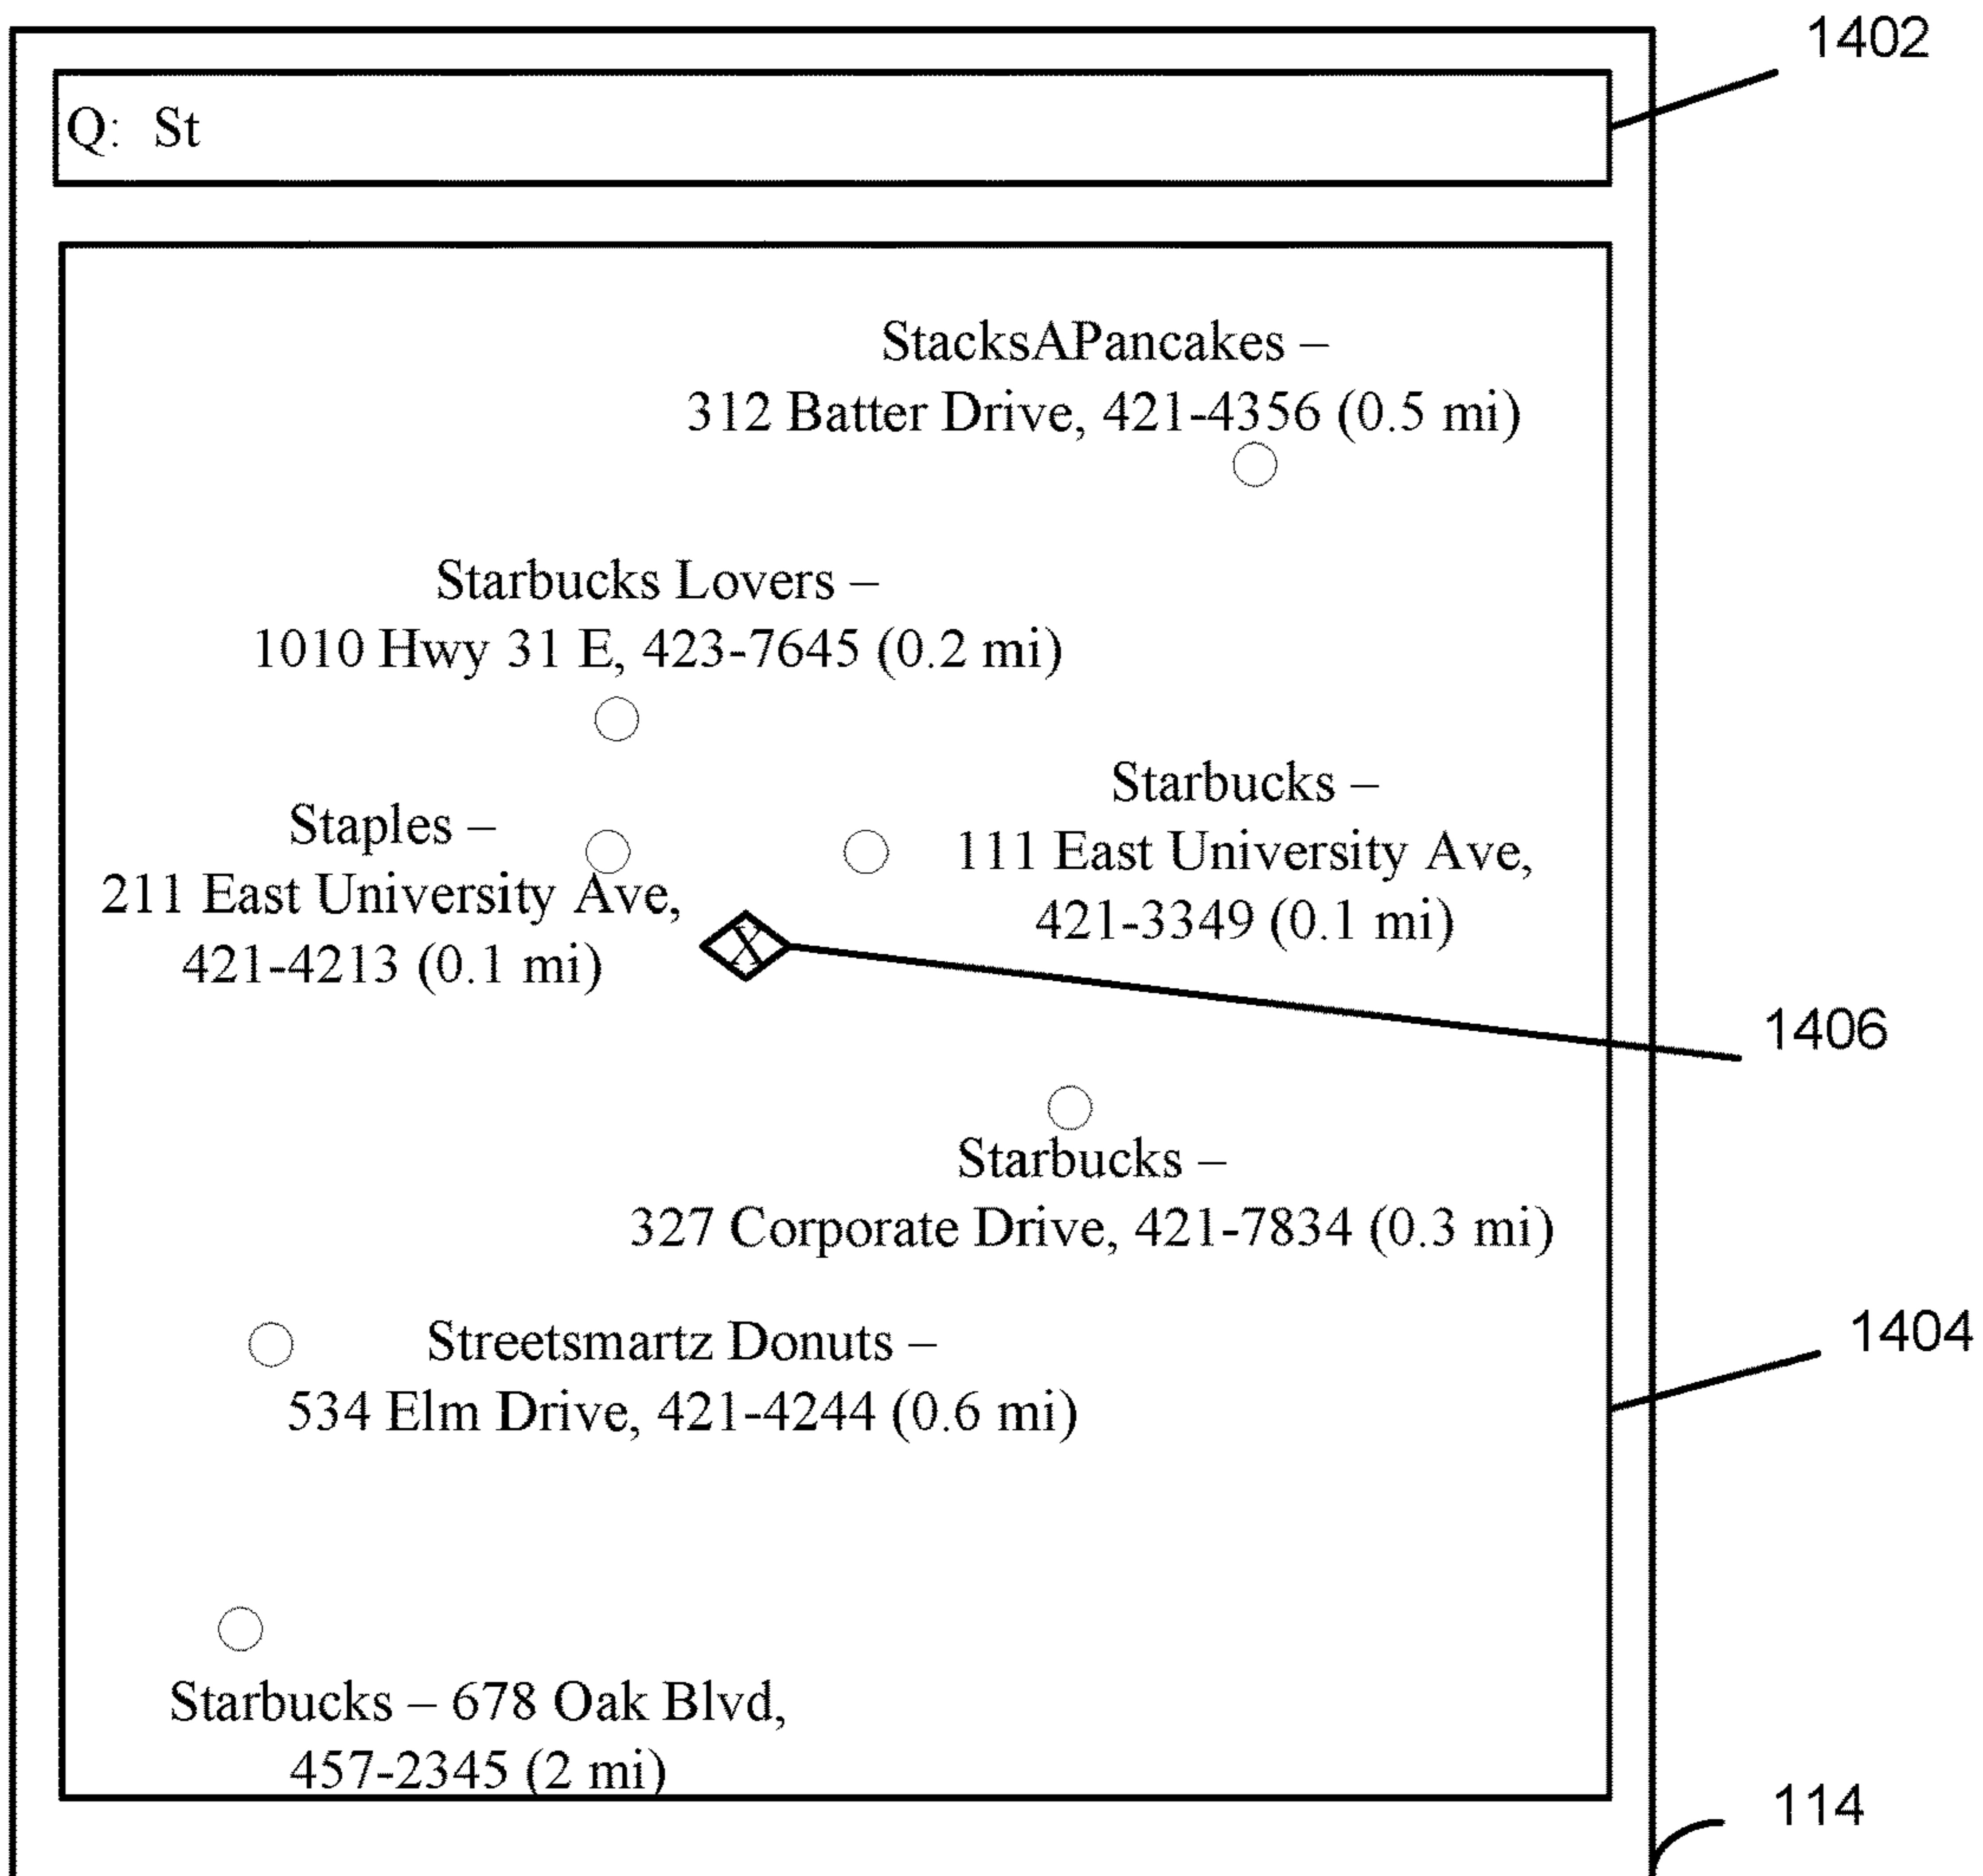 1402
Q: St
StacksAPancakes –
312 Batter Drive, 421-4356 (0.5 mi)
Starbucks Lovers –
1010 Hwy 31 E, 423-7645 (0.2 mi)
Staples –
211 East University Ave,
421-4213 (0.1 mi)
Starbucks –
111 East University Ave,
421-3349 (0.1 mi)
X
1406
Starbucks –
327 Corporate Drive, 421-7834 (0.3 mi)
Streetsmartz Donuts –
534 Elm Drive, 421-4244 (0.6 mi)
1404
Starbucks – 678 Oak Blvd,
457-2345 (2 mi)
114